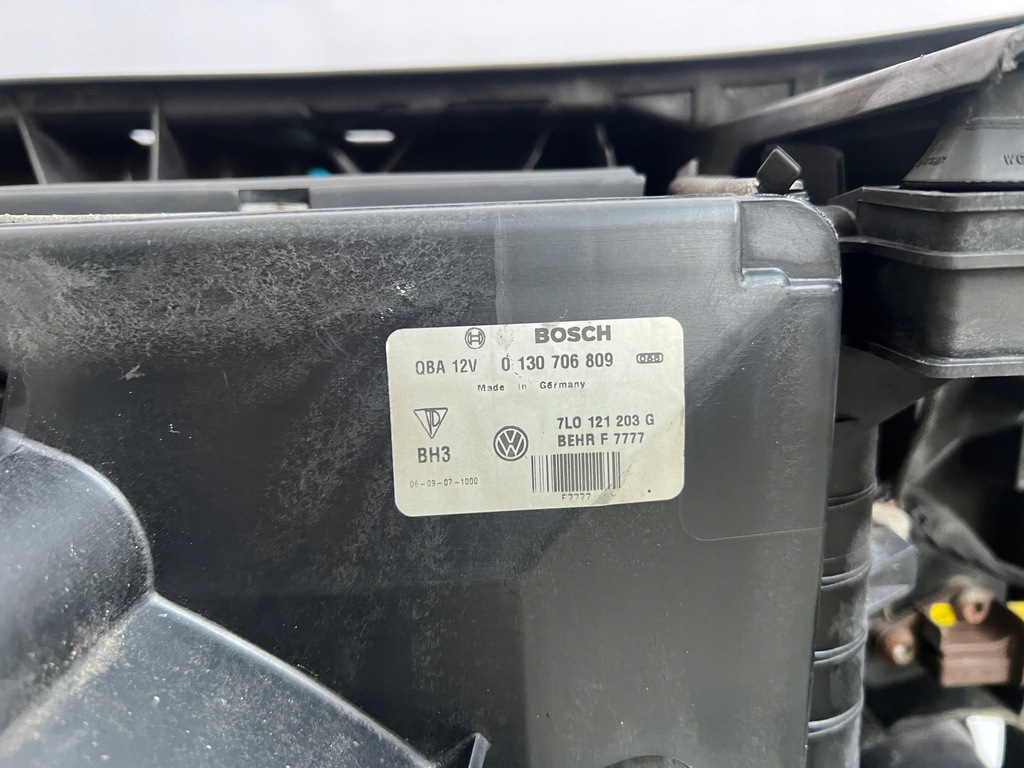 BOSCH
QBA 12V 0 130 706 809
Made in Germany
7L0 121 203 G
BEHR F 7777
BH3
06-09-07-1000
F7777